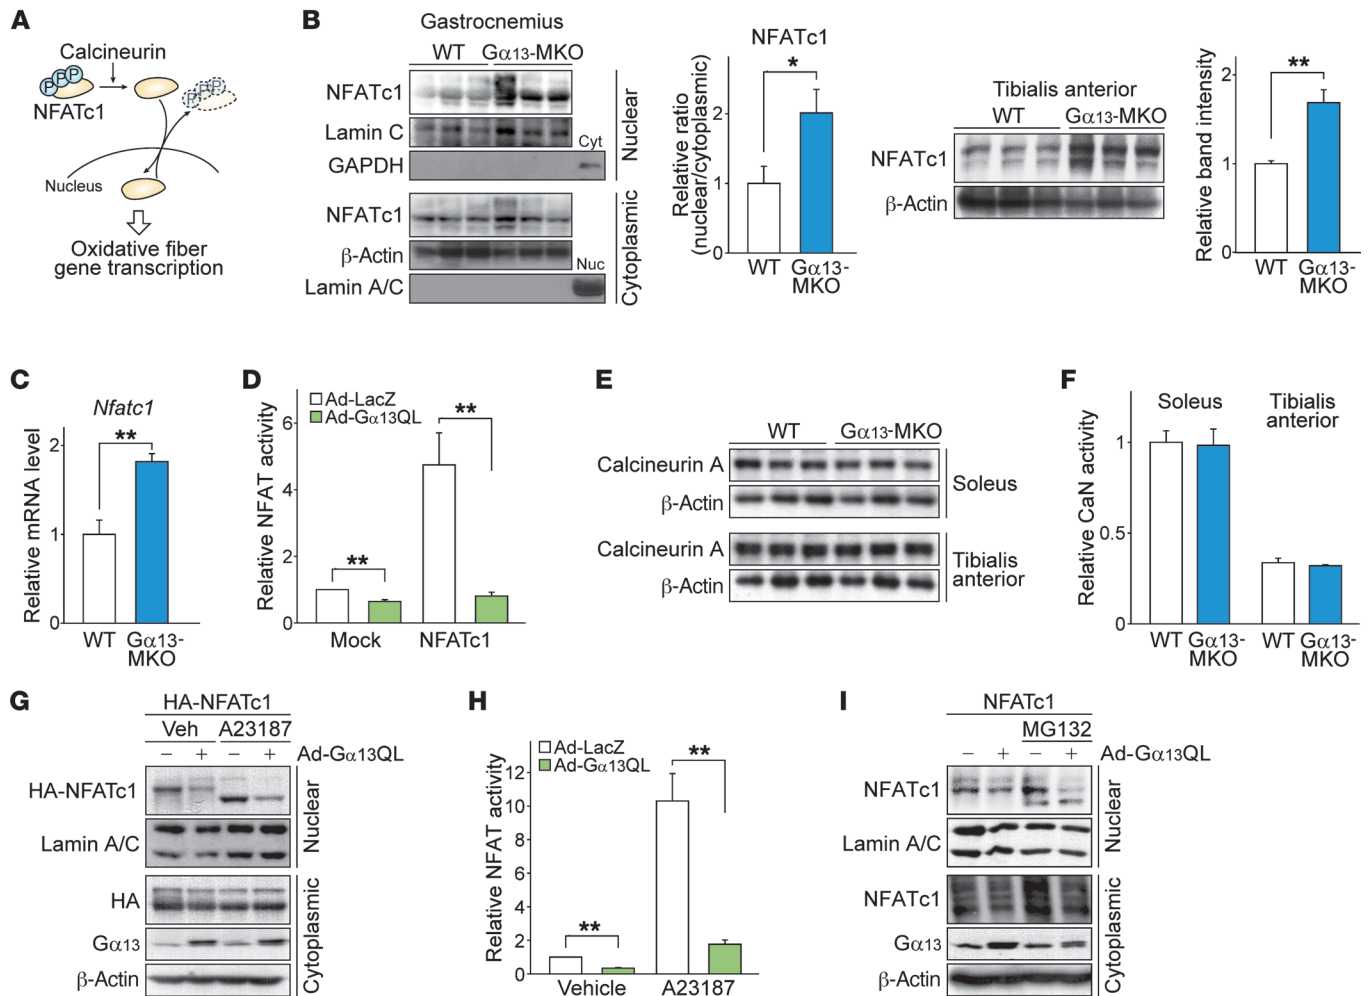 A
Calcineurin
P P P
NFATc1
P P P
Nucleus
Oxidative fiber
gene transcription
B
Gastrocnemius
WT Gα13-MKO
NFATc1
Lamin C
Cyt
GAPDH
Nuclear
NFATc1
β-Actin
Nuc
Lamin A/C
Cytoplasmic
NFATc1
*
Relative ratio
(nuclear/cytoplasmic)
2
1
0
WT Gα13-
MKO
Tibialis anterior
WT Gα13-MKO
NFATc1
β-Actin
**
Relative band intensity
2
1
0
WT Gα13-
MKO
C
Nfatc1
**
Relative mRNA level
2
1
0
WT Gα13-
MKO
D
Ad-LacZ
Ad-Gα13QL
**
**
Relative NFAT activity
6
4
2
0
Mock NFATc1
E
WT Gα13-MKO
Calcineurin A
β-Actin
Soleus
Calcineurin A
β-Actin
Tibialis
anterior
F
Soleus Tibialis
anterior
Relative CaN activity
1
0.5
0
WT Gα13-
MKO
WT Gα13-
MKO
G
HA-NFATc1
Veh A23187
– + – + Ad-Gα13QL
HA-NFATc1
Lamin A/C
Nuclear
HA
Gα13
β-Actin
Cytoplasmic
H
Ad-LacZ
Ad-Gα13QL
**
**
Relative NFAT activity
12
10
8
6
4
2
0
Vehicle A23187
I
NFATc1
MG132
– + – + Ad-Gα13QL
NFATc1
Lamin A/C
Nuclear
NFATc1
Gα13
β-Actin
Cytoplasmic